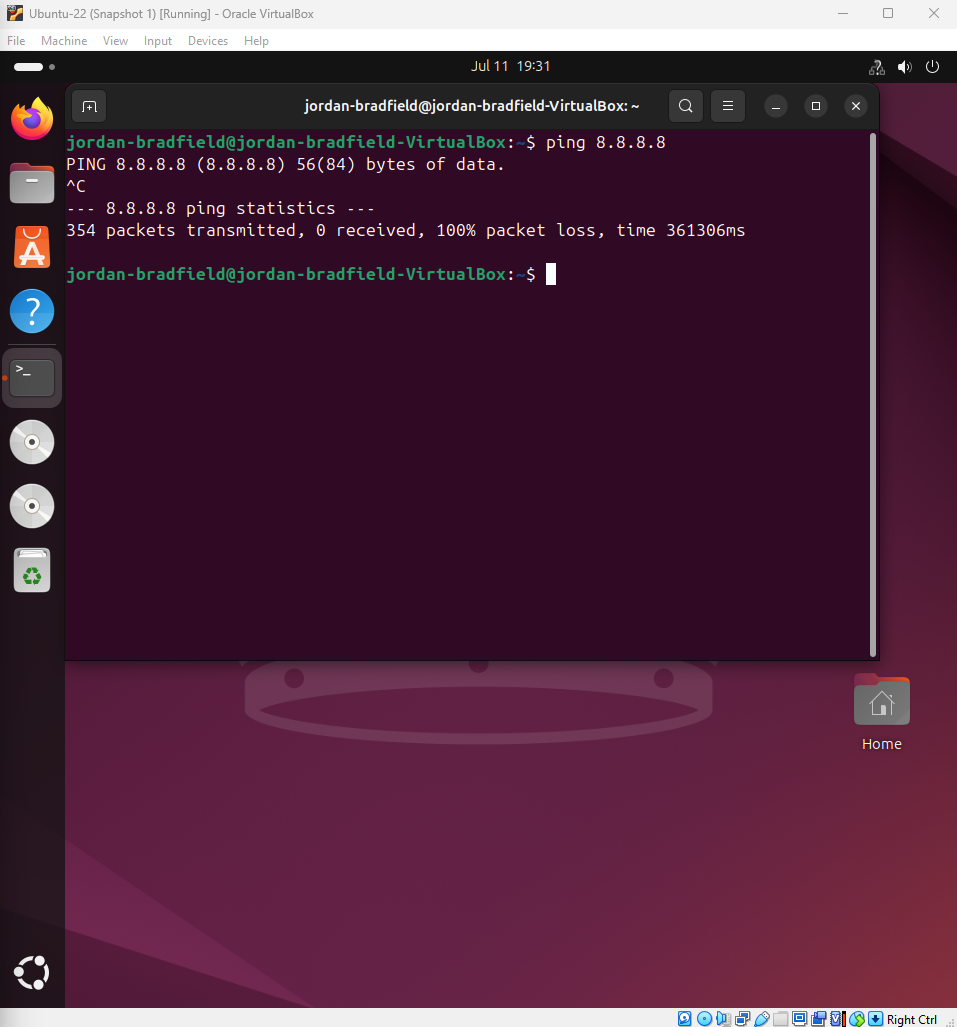 Ubuntu-22 (Snapshot 1) [Running] - Oracle VirtualBox
File Machine View Input Devices Help
Jul 11 19:31
jordan-bradfield@jordan-bradfield-VirtualBox: ~
jordan-bradfield@jordan-bradfield-VirtualBox:~$ ping 8.8.8.8
PING 8.8.8.8 (8.8.8.8) 56(84) bytes of data.
^C
--- 8.8.8.8 ping statistics ---
354 packets transmitted, 0 received, 100% packet loss, time 361306ms
jordan-bradfield@jordan-bradfield-VirtualBox:~$
Home
Right Ctrl